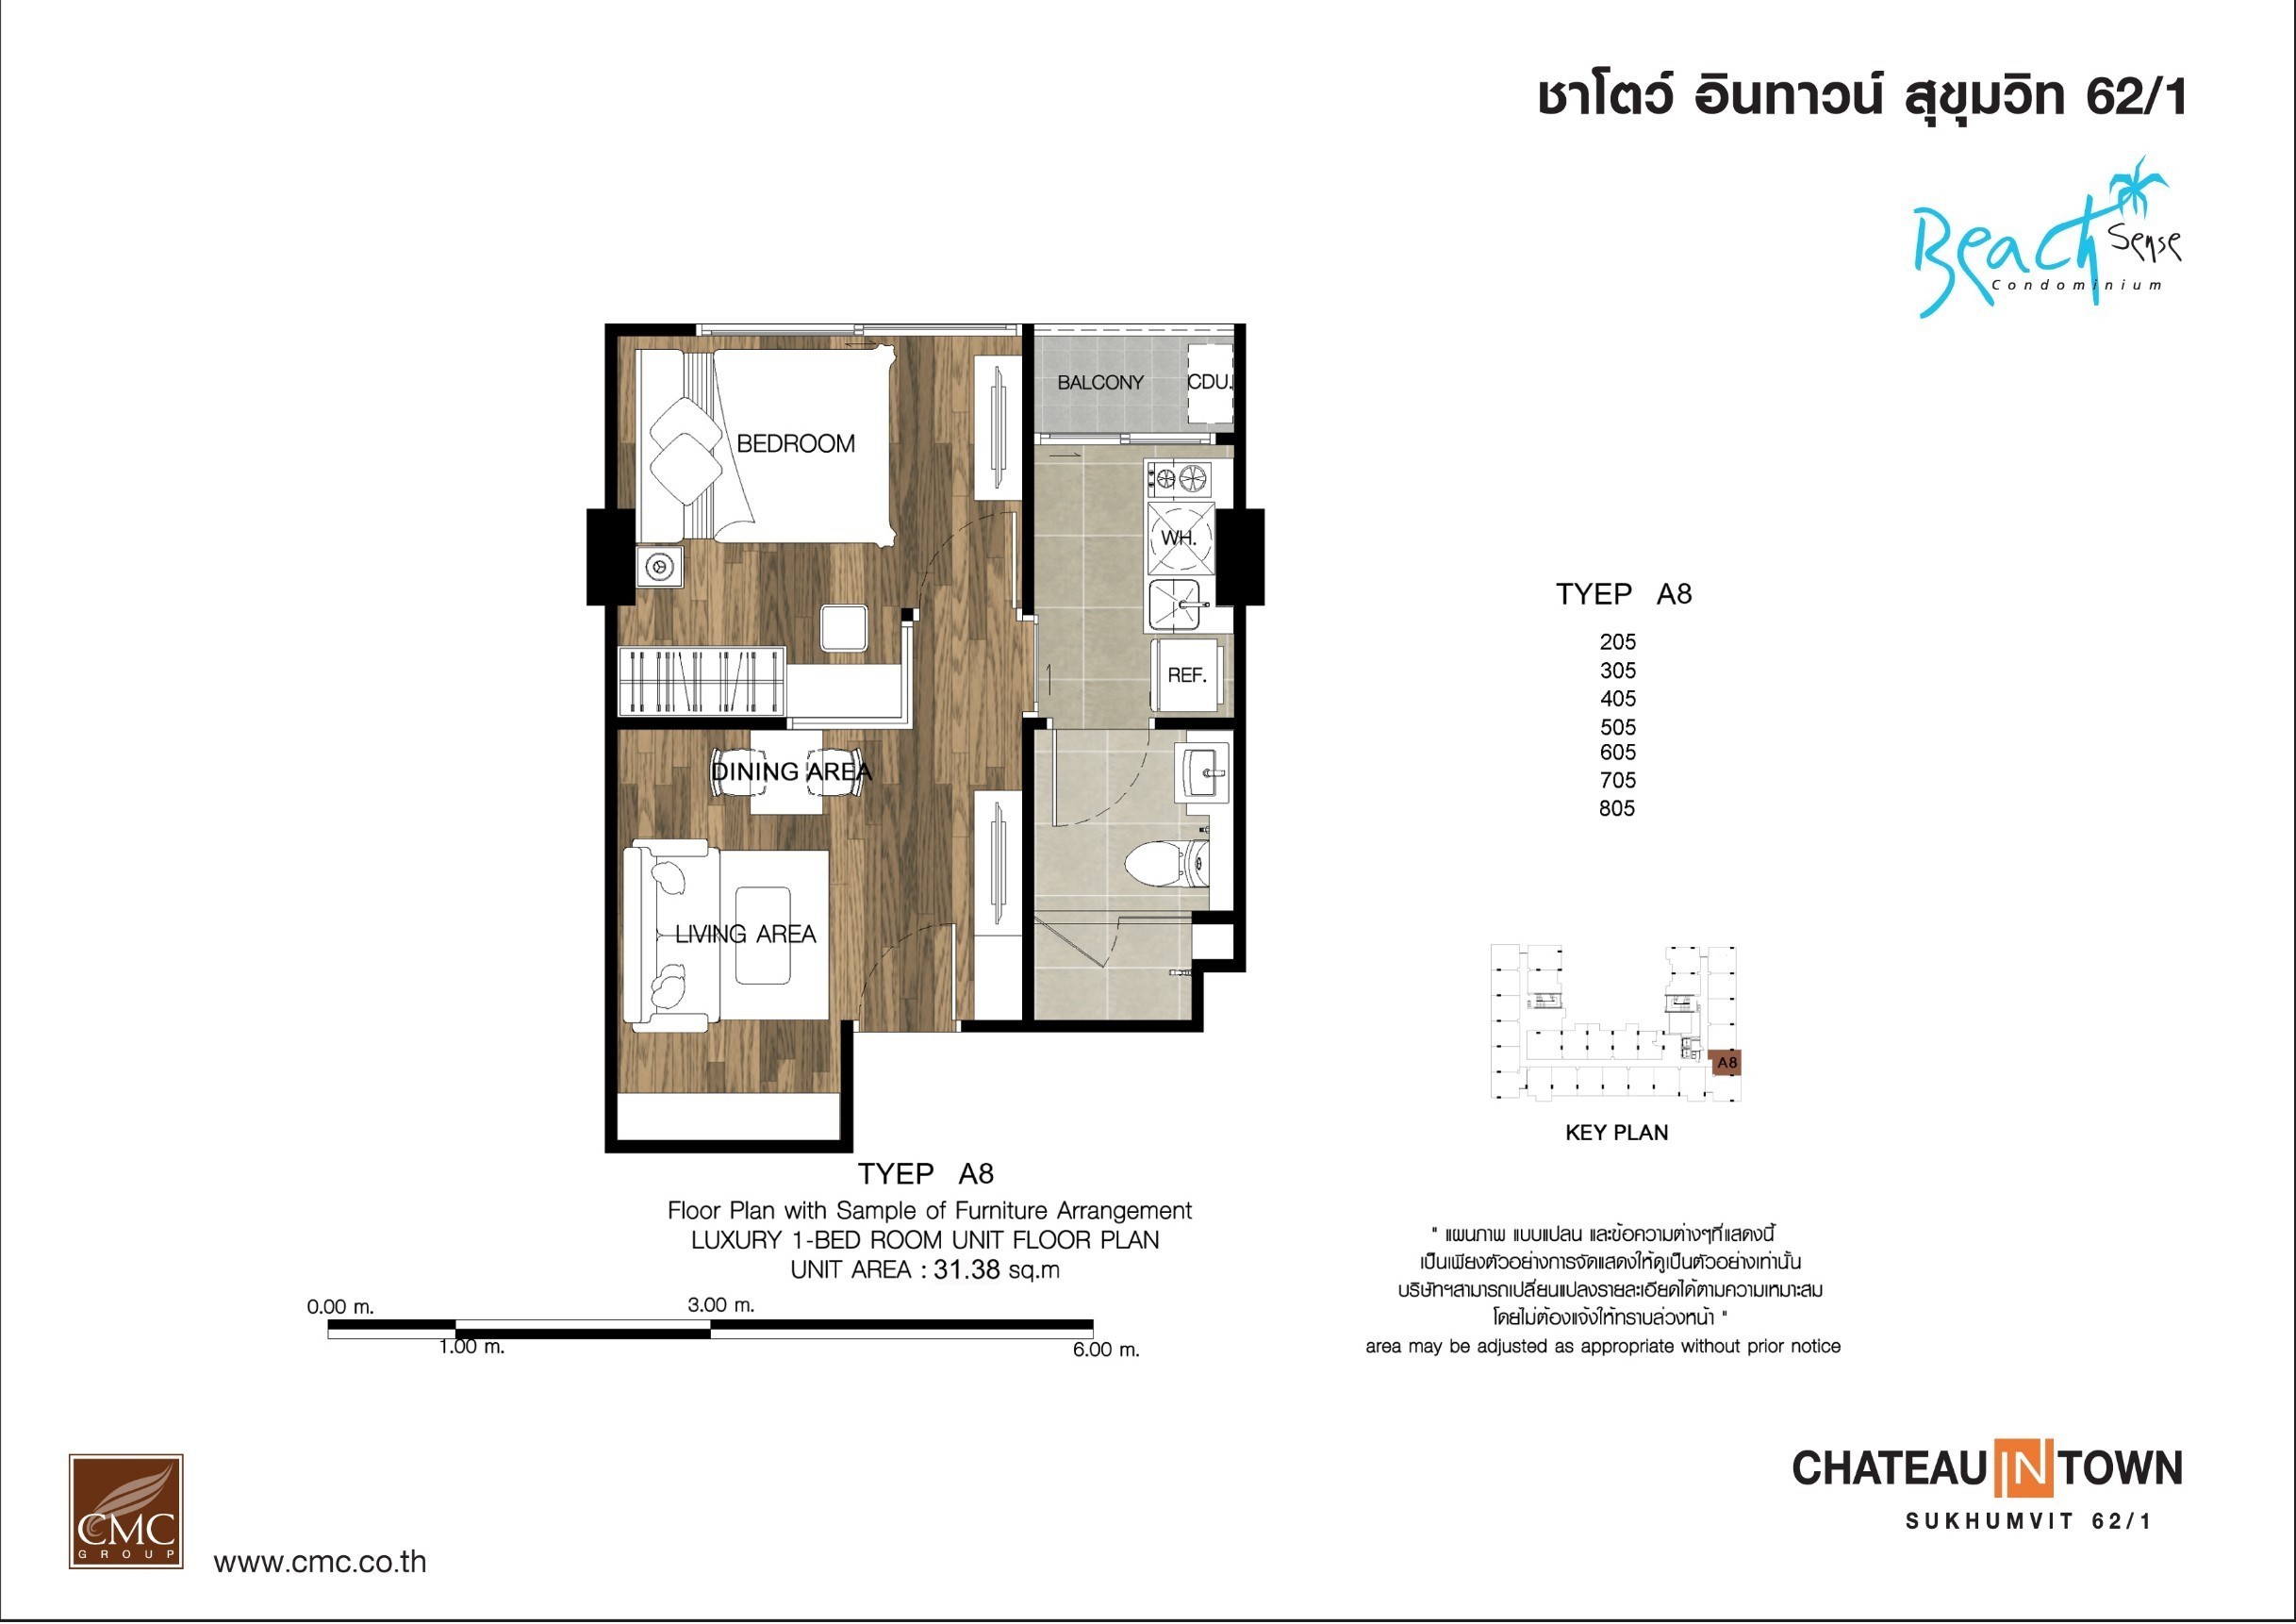 ชาโตว์ อินทาวน์ สุขุมวิท 62/1
Beach Sense
Condominium
BALCONY
CDU.
BEDROOM
WH.
REF.
DINING AREA
LIVING AREA
TYEP A8
205
305
405
505
605
705
805
A8
KEY PLAN
TYEP A8
Floor Plan with Sample of Furniture Arrangement
LUXURY 1-BED ROOM UNIT FLOOR PLAN
UNIT AREA : 31.38 sq.m
0.00 m.
3.00 m.
1.00 m.
6.00 m.
" แผนภาพ แบบแปลน และข้อความต่างๆที่แสดงนี้
เป็นเพียงตัวอย่างการจัดแสดงให้ดูเป็นตัวอย่างเท่านั้น
บริษัทฯสามารถเปลี่ยนแปลงรายละเอียดได้ตามความเหมาะสม
โดยไม่ต้องแจ้งให้ทราบล่วงหน้า "
area may be adjusted as appropriate without prior notice
CMC
GROUP
www.cmc.co.th
CHATEAU IN TOWN
SUKHUMVIT 62/1